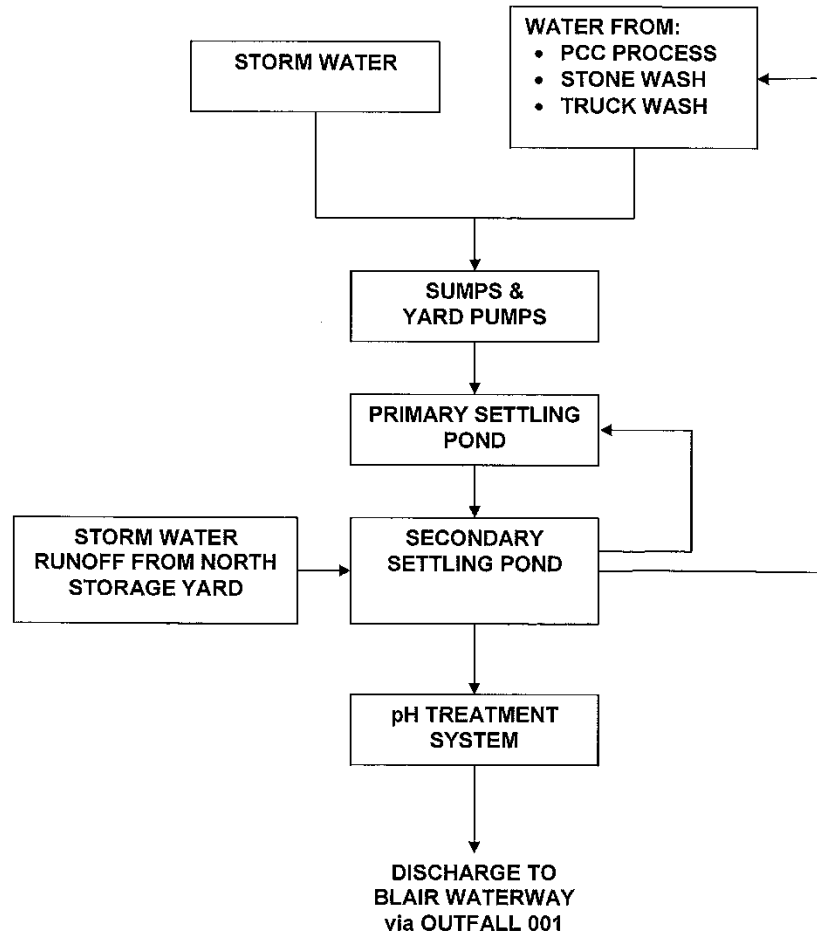 STORM WATER
WATER FROM:
• PCC PROCESS
• STONE WASH
• TRUCK WASH
SUMPS &
YARD PUMPS
PRIMARY SETTLING
POND
STORM WATER
RUNOFF FROM NORTH
STORAGE YARD
SECONDARY
SETTLING POND
pH TREATMENT
SYSTEM
DISCHARGE TO
BLAIR WATERWAY
via OUTFALL 001